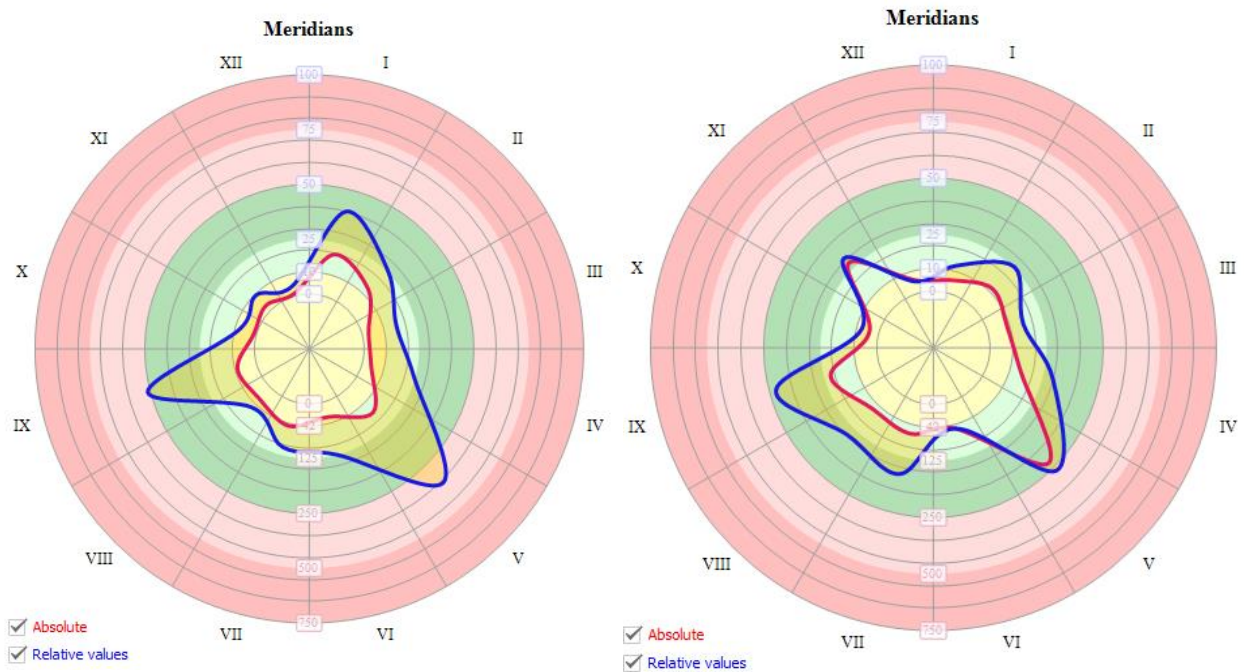 Meridians
XII
I
100
XI
II
75
50
25
10
X
III
0
0
42
IX
IV
125
250
VIII
V
500
VII
VI
750
Absolute
Relative values
Meridians
XII
I
100
XI
II
75
50
25
X
III
10
0
0
IX
IV
125
250
VIII
V
500
VII
VI
750
Absolute
Relative values